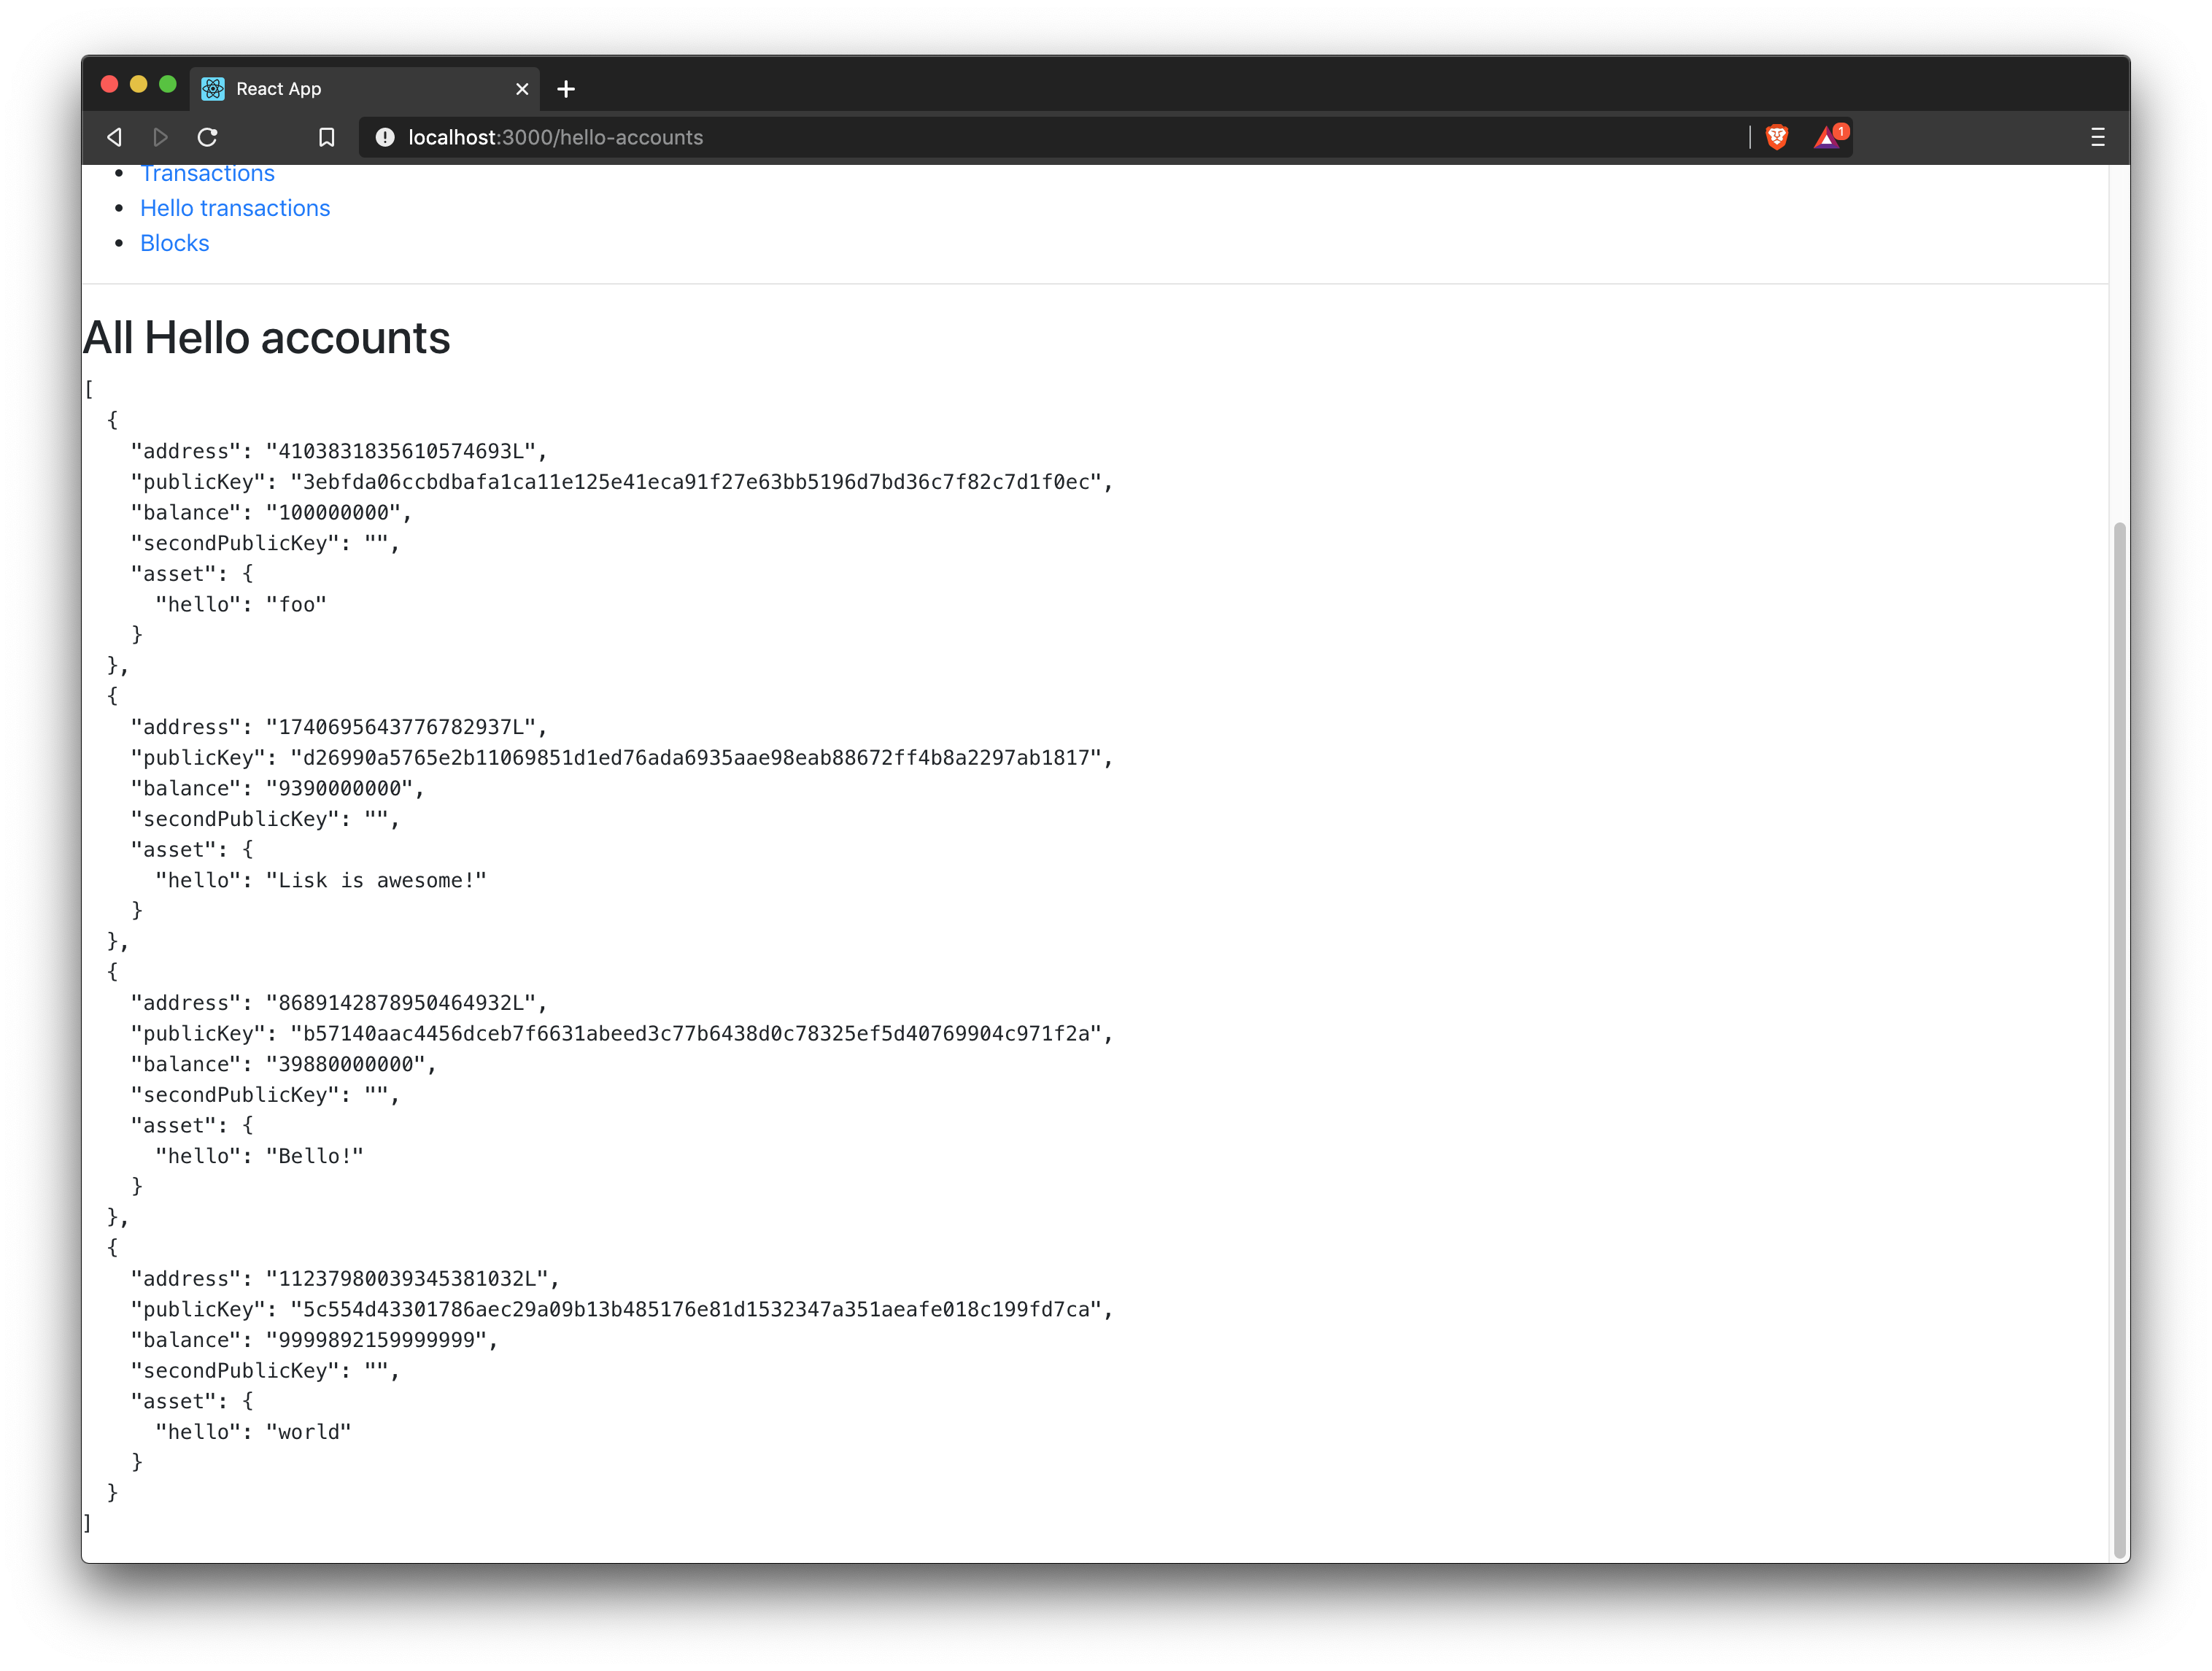 React App
localhost:3000/hello-accounts
1
Transactions
Hello transactions
Blocks
All Hello accounts
[
  {
    "address": "4103831835610574693L",
    "publicKey": "3ebfda06ccbdbafa1ca11e125e41eca91f27e63bb5196d7bd36c7f82c7d1f0ec",
    "balance": "100000000",
    "secondPublicKey": "",
    "asset": {
      "hello": "foo"
    }
  },
  {
    "address": "1740695643776782937L",
    "publicKey": "d26990a5765e2b11069851d1ed76ada6935aae98eab88672ff4b8a2297ab1817",
    "balance": "9390000000",
    "secondPublicKey": "",
    "asset": {
      "hello": "Lisk is awesome!"
    }
  },
  {
    "address": "8689142878950464932L",
    "publicKey": "b57140aac4456dceb7f6631abeed3c77b6438d0c78325ef5d40769904c971f2a",
    "balance": "39880000000",
    "secondPublicKey": "",
    "asset": {
      "hello": "Bello!"
    }
  },
  {
    "address": "11237980039345381032L",
    "publicKey": "5c554d43301786aec29a09b13b485176e81d1532347a351aeafe018c199fd7ca",
    "balance": "9999892159999999",
    "secondPublicKey": "",
    "asset": {
      "hello": "world"
    }
  }
]